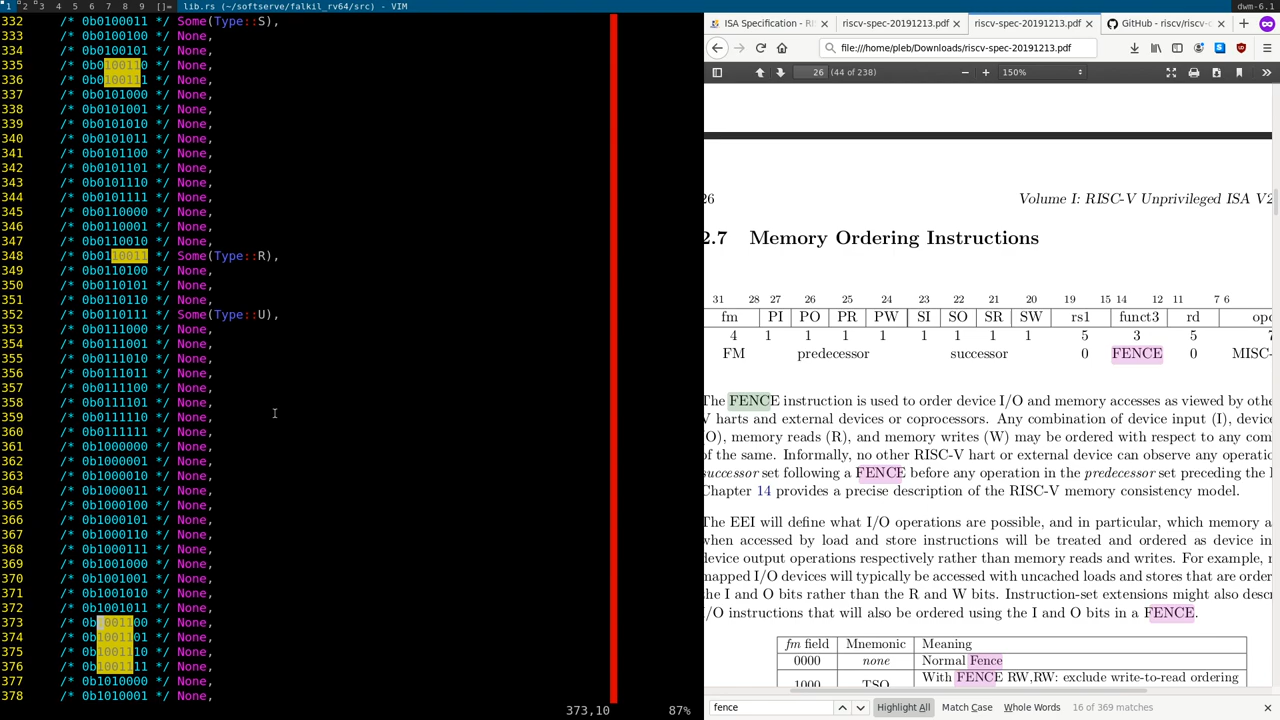 1 2 3 4 5 6 7 8 9 []= lib.rs (~/softserve/falkil_rv64/src) - VIM
dwm-6.1
332 /* 0b0100011 */ Some(Type::S),
333 /* 0b0100100 */ None,
334 /* 0b0100101 */ None,
335 /* 0b0100110 */ None,
336 /* 0b0100111 */ None,
337 /* 0b0101000 */ None,
338 /* 0b0101001 */ None,
339 /* 0b0101010 */ None,
340 /* 0b0101011 */ None,
341 /* 0b0101100 */ None,
342 /* 0b0101101 */ None,
343 /* 0b0101110 */ None,
344 /* 0b0101111 */ None,
345 /* 0b0110000 */ None,
346 /* 0b0110001 */ None,
347 /* 0b0110010 */ None,
348 /* 0b0110011 */ Some(Type::R),
349 /* 0b0110100 */ None,
350 /* 0b0110101 */ None,
351 /* 0b0110110 */ None,
352 /* 0b0110111 */ Some(Type::U),
353 /* 0b0111000 */ None,
354 /* 0b0111001 */ None,
355 /* 0b0111010 */ None,
356 /* 0b0111011 */ None,
357 /* 0b0111100 */ None,
358 /* 0b0111101 */ None,
359 /* 0b0111110 */ None,
360 /* 0b0111111 */ None,
361 /* 0b1000000 */ None,
362 /* 0b1000001 */ None,
363 /* 0b1000010 */ None,
364 /* 0b1000011 */ None,
365 /* 0b1000100 */ None,
366 /* 0b1000101 */ None,
367 /* 0b1000110 */ None,
368 /* 0b1000111 */ None,
369 /* 0b1001000 */ None,
370 /* 0b1001001 */ None,
371 /* 0b1001010 */ None,
372 /* 0b1001011 */ None,
373 /* 0b1001100 */ None,
374 /* 0b1001101 */ None,
375 /* 0b1001110 */ None,
376 /* 0b1001111 */ None,
377 /* 0b1010000 */ None,
378 /* 0b1010001 */ None,
373,10 87%
ISA Specification - RI riscv-spec-20191213.pdf riscv-spec-20191213.pdf GitHub - riscv/riscv-c
file:///home/pleb/Downloads/riscv-spec-20191213.pdf
26 (44 of 238) 150%
26 Volume I: RISC-V Unprivileged ISA V2
2.7 Memory Ordering Instructions
31 28 27 26 25 24 23 22 21 20 19 15 14 12 11 7 6
fm PI PO PR PW SI SO SR SW rs1 funct3 rd opc
4 1 1 1 1 1 1 1 1 5 3 5
FM predecessor successor 0 FENCE 0 MISC-
The FENCE instruction is used to order device I/O and memory accesses as viewed by othe
V harts and external devices or coprocessors. Any combination of device input (I), device
(O), memory reads (R), and memory writes (W) may be ordered with respect to any com
of the same. Informally, no other RISC-V hart or external device can observe any operatio
successor set following a FENCE before any operation in the predecessor set preceding the F
Chapter 14 provides a precise description of the RISC-V memory consistency model.
The EEI will define what I/O operations are possible, and in particular, which memory a
when accessed by load and store instructions will be treated and ordered as device in
device output operations respectively rather than memory reads and writes. For example, m
mapped I/O devices will typically be accessed with uncached loads and stores that are order
the I and O bits rather than the R and W bits. Instruction-set extensions might also descr
I/O instructions that will also be ordered using the I and O bits in a FENCE.
fm field Mnemonic Meaning
0000 none Normal Fence
With FENCE RW,RW: exclude write-to-read ordering
1000 TSO
fence Highlight All Match Case Whole Words 16 of 369 matches